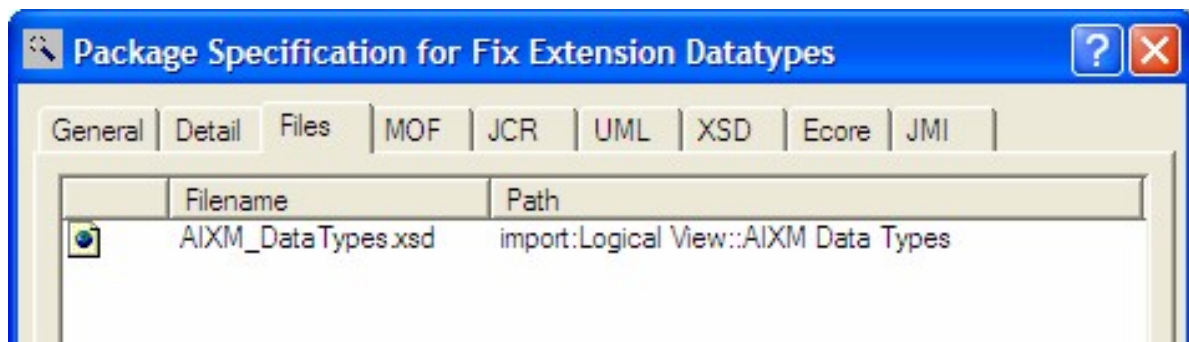 Package Specification for Fix Extension Datatypes
General Detail Files MOF JCR UML XSD Ecore JMI
Filename Path
AIXM_DataTypes.xsd import:Logical View::AIXM Data Types